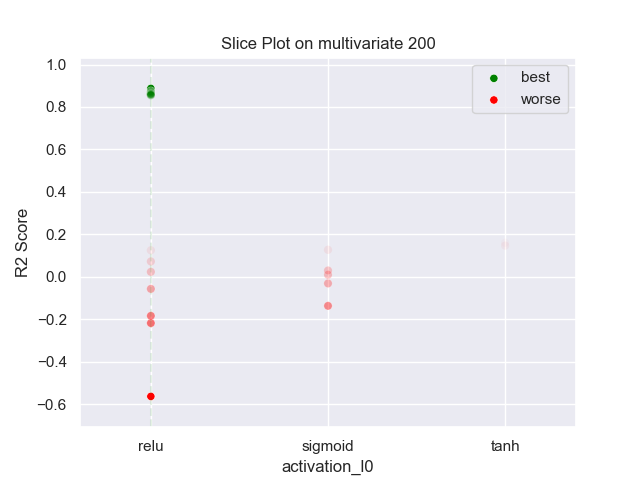 Slice Plot on multivariate 200
best
worse
1.0
0.8
0.6
0.4
0.2
0.0
−0.2
−0.4
−0.6
R2 Score
relu
sigmoid
tanh
activation_l0